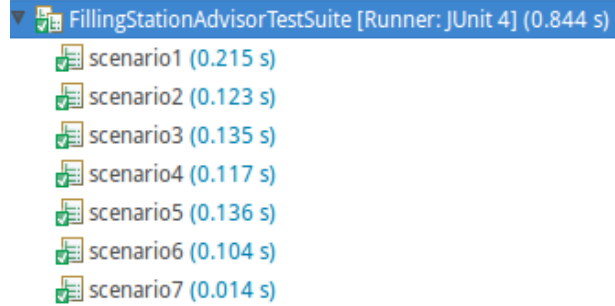 FillingStationAdvisorTestSuite [Runner: JUnit 4] (0.844 s)
scenario1 (0.215 s)
scenario2 (0.123 s)
scenario3 (0.135 s)
scenario4 (0.117 s)
scenario5 (0.136 s)
scenario6 (0.104 s)
scenario7 (0.014 s)